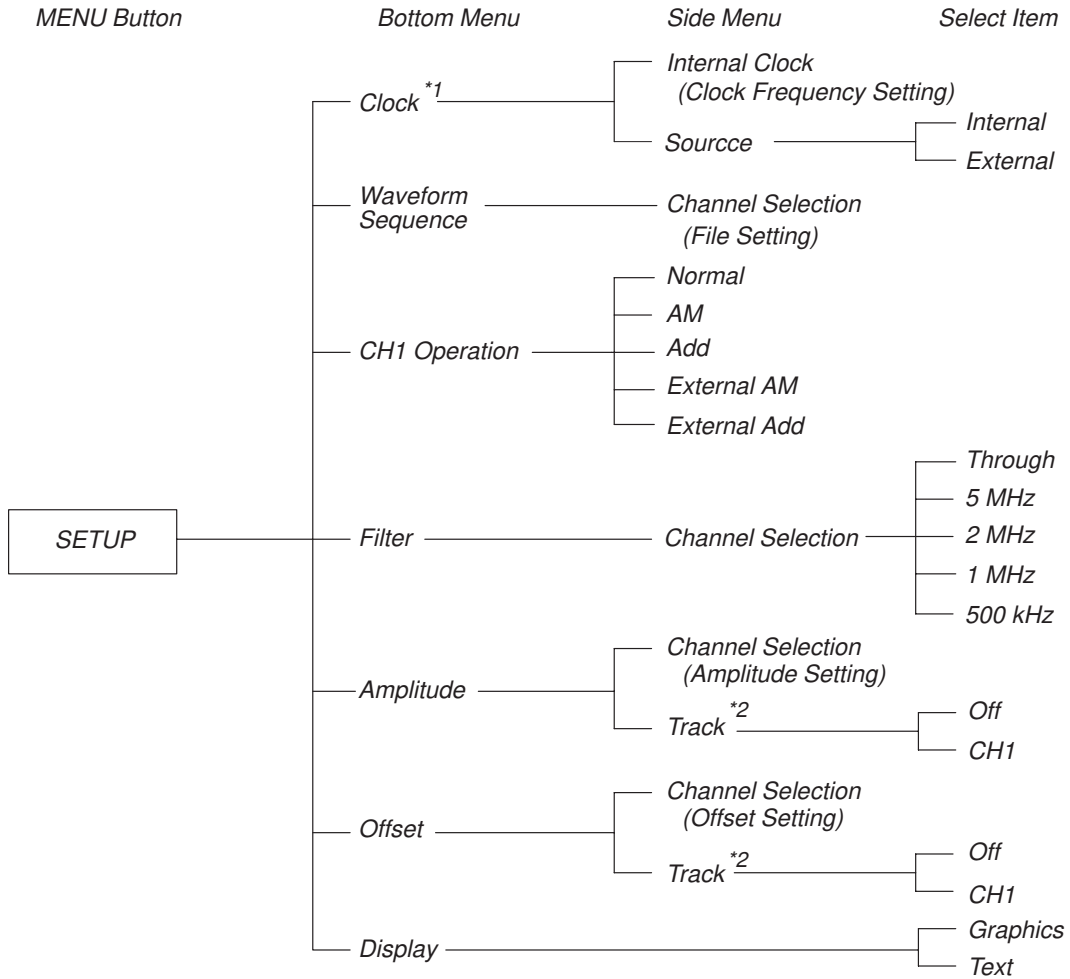 MENU Button Bottom Menu Side Menu Select Item
Internal Clock
(Clock Frequency Setting)
Clock *1
Internal
Sourcce
External
Waveform
Sequence
Channel Selection
(File Setting)
Normal
AM
CH1 Operation
Add
External AM
External Add
Through
5 MHz
SETUP
Filter
Channel Selection
2 MHz
1 MHz
500 kHz
Channel Selection
(Amplitude Setting)
Amplitude
Track *2
Off
CH1
Channel Selection
(Offset Setting)
Offset
Track *2
Off
CH1
Display
Graphics
Text